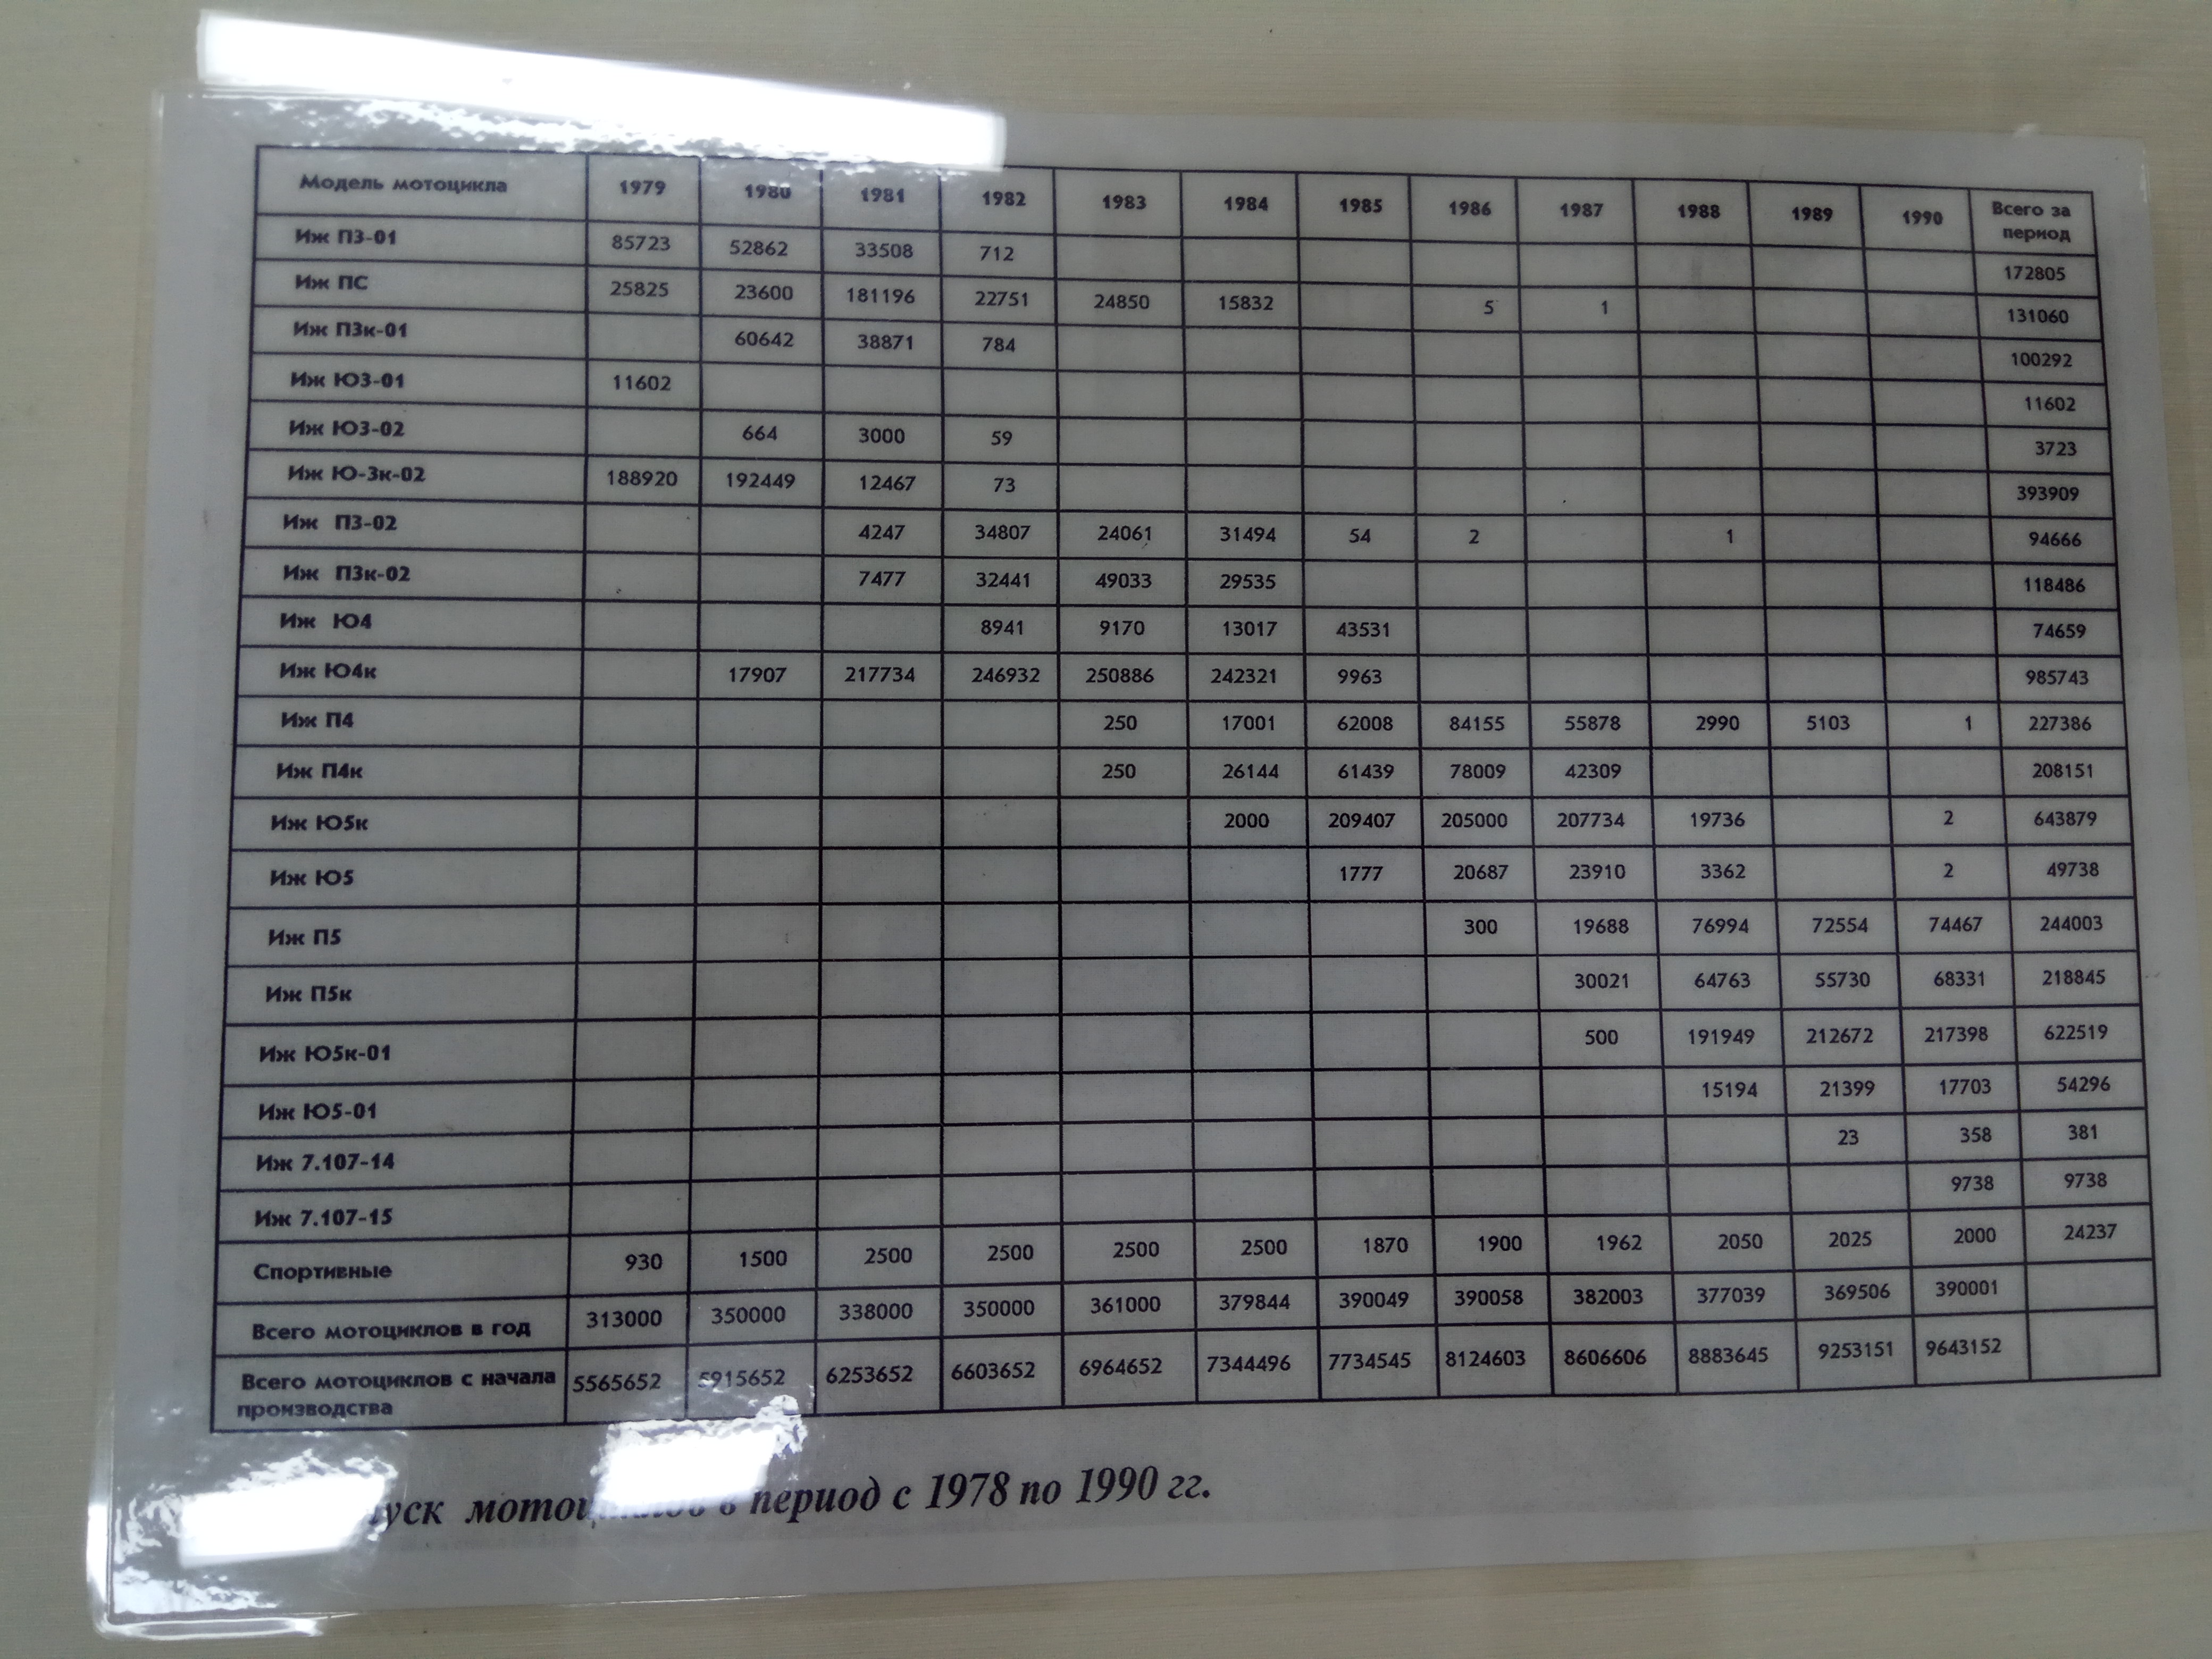 Модель мотоцикла 1979 1980 1981 1982 1983 1984 1985 1986 1987 1988 1989 1990 Всего за период
Иж П3-01 85723 52862 33508 712 172805
Иж ПС 25825 23600 181196 22751 24850 15832 5 1 131060
Иж П3к-01 60642 38871 784 100292
Иж Ю3-01 11602 11602
Иж Ю3-02 664 3000 59 3723
Иж Ю-3к-02 188920 192449 12467 73 393909
Иж П3-02 4247 34807 24061 31494 54 2 1 94666
Иж П3к-02 7477 32441 49033 29535 118486
Иж Ю4 8941 9170 13017 43531 74659
Иж Ю4к 17907 217734 246932 250886 242321 9963 985743
Иж П4 250 17001 62008 84155 55878 2990 5103 1 227386
Иж П4к 250 26144 61439 78009 42309 208151
Иж Ю5к 2000 209407 205000 207734 19736 2 643879
Иж Ю5 1777 20687 23910 3362 2 49738
Иж П5 300 19688 76994 72554 74467 244003
Иж П5к 30021 64763 55730 68331 218845
Иж Ю5к-01 500 191949 212672 217398 622519
Иж Ю5-01 15194 21399 17703 54296
Иж 7.107-14 23 358 381
Иж 7.107-15 9738 9738
Спортивные 930 1500 2500 2500 2500 2500 1870 1900 1962 2050 2025 2000 24237
Всего мотоциклов в год 313000 350000 338000 350000 361000 379844 390049 390058 382003 377039 369506 390001
Всего мотоциклов с начала производства 5565652 5915652 6253652 6603652 6964652 7344496 7734545 8124603 8606606 8883645 9253151 9643152
мотоциклов в период с 1978 по 1990 гг.